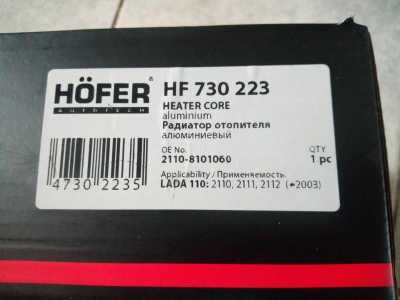 HÖFER® HF 730 223
AUTOTECH
HEATER CORE
aluminium
Радиатор отопителя
алюминиевый
OE No. QTY
2110-8101060 1 pc
4730 2235
Applicability / Применяемость:
LADA 110: 2110, 2111, 2112 (→2003)